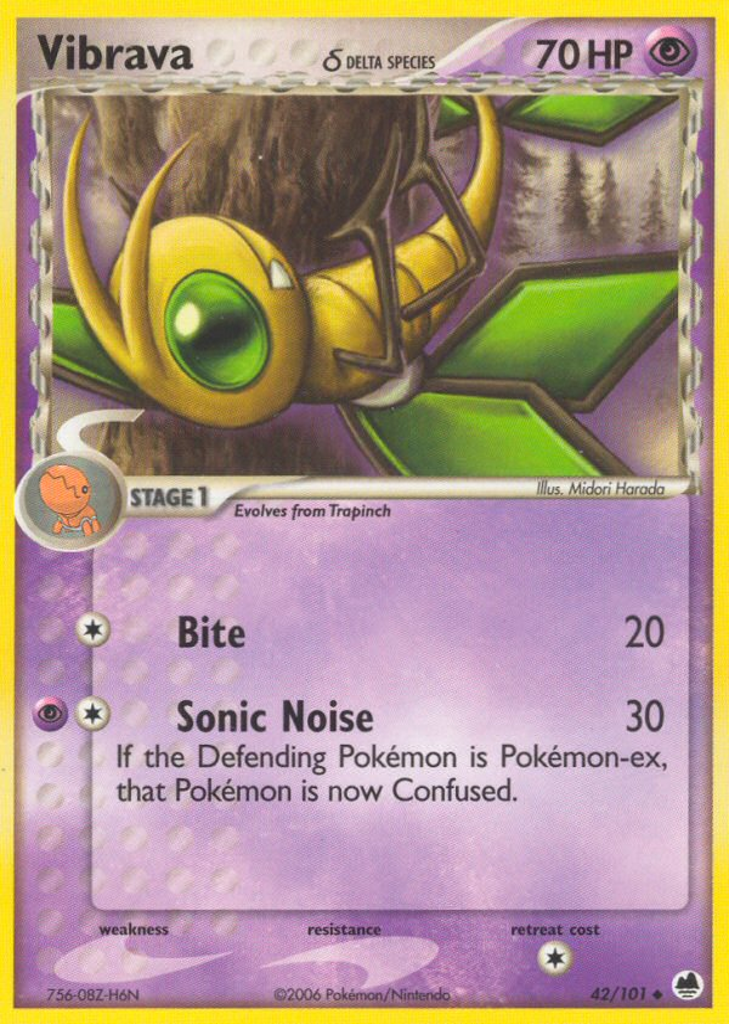 Vibrava δ DELTA SPECIES 70 HP
Illus. Midori Harada
STAGE 1
Evolves from Trapinch
Bite 20
Sonic Noise 30
If the Defending Pokémon is Pokémon-ex,
that Pokémon is now Confused.
weakness resistance retreat cost
756-08Z-H6N ©2006 Pokémon/Nintendo 42/101